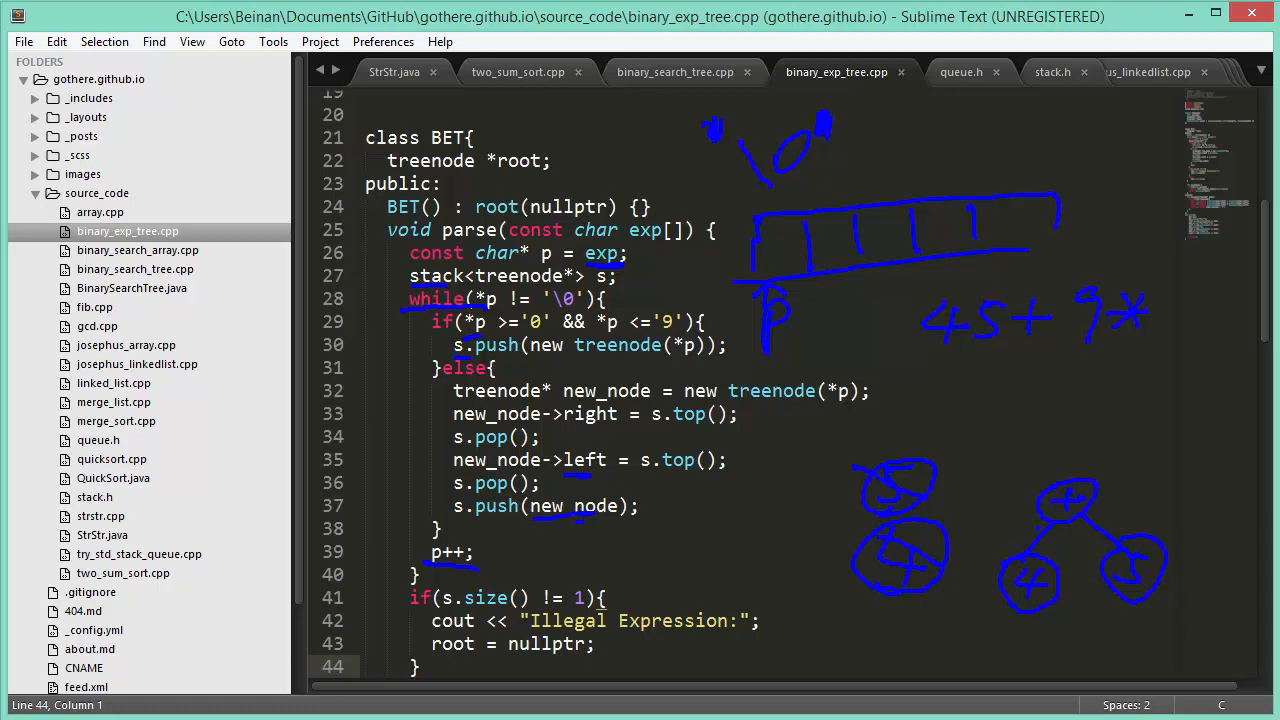 C:\Users\Beinan\Documents\GitHub\gothere.github.io\source_code\binary_exp_tree.cpp (gothere.github.io) - Sublime Text (UNREGISTERED)
File Edit Selection Find View Goto Tools Project Preferences Help
FOLDERS
gothere.github.io
_includes
_layouts
_posts
_scss
images
source_code
array.cpp
binary_exp_tree.cpp
binary_search_array.cpp
binary_search_tree.cpp
BinarySearchTree.java
fib.cpp
gcd.cpp
josephus_array.cpp
josephus_linkedlist.cpp
linked_list.cpp
merge_list.cpp
merge_sort.cpp
queue.h
quicksort.cpp
QuickSort.java
stack.h
strstr.cpp
StrStr.java
try_std_stack_queue.cpp
two_sum_sort.cpp
.gitignore
404.md
_config.yml
about.md
CNAME
feed.xml
StrStr.java two_sum_sort.cpp binary_search_tree.cpp binary_exp_tree.cpp queue.h stack.h us_linkedlist.cpp
19
20
21 class BET{
22 treenode *root;
23 public:
24 BET() : root(nullptr) {}
25 void parse(const char exp[]) {
26 const char* p = exp;
27 stack<treenode*> s;
28 while(*p != '\0'){
29 if(*p >='0' && *p <='9'){
30 s.push(new treenode(*p));
31 }else{
32 treenode* new_node = new treenode(*p);
33 new_node->right = s.top();
34 s.pop();
35 new_node->left = s.top();
36 s.pop();
37 s.push(new_node);
38 }
39 p++;
40 }
41 if(s.size() != 1){
42 cout << "Illegal Expression:";
43 root = nullptr;
44 }
"\0"
p
45+9*
5
4
+
4 5
Line 44, Column 1 Spaces: 2 C